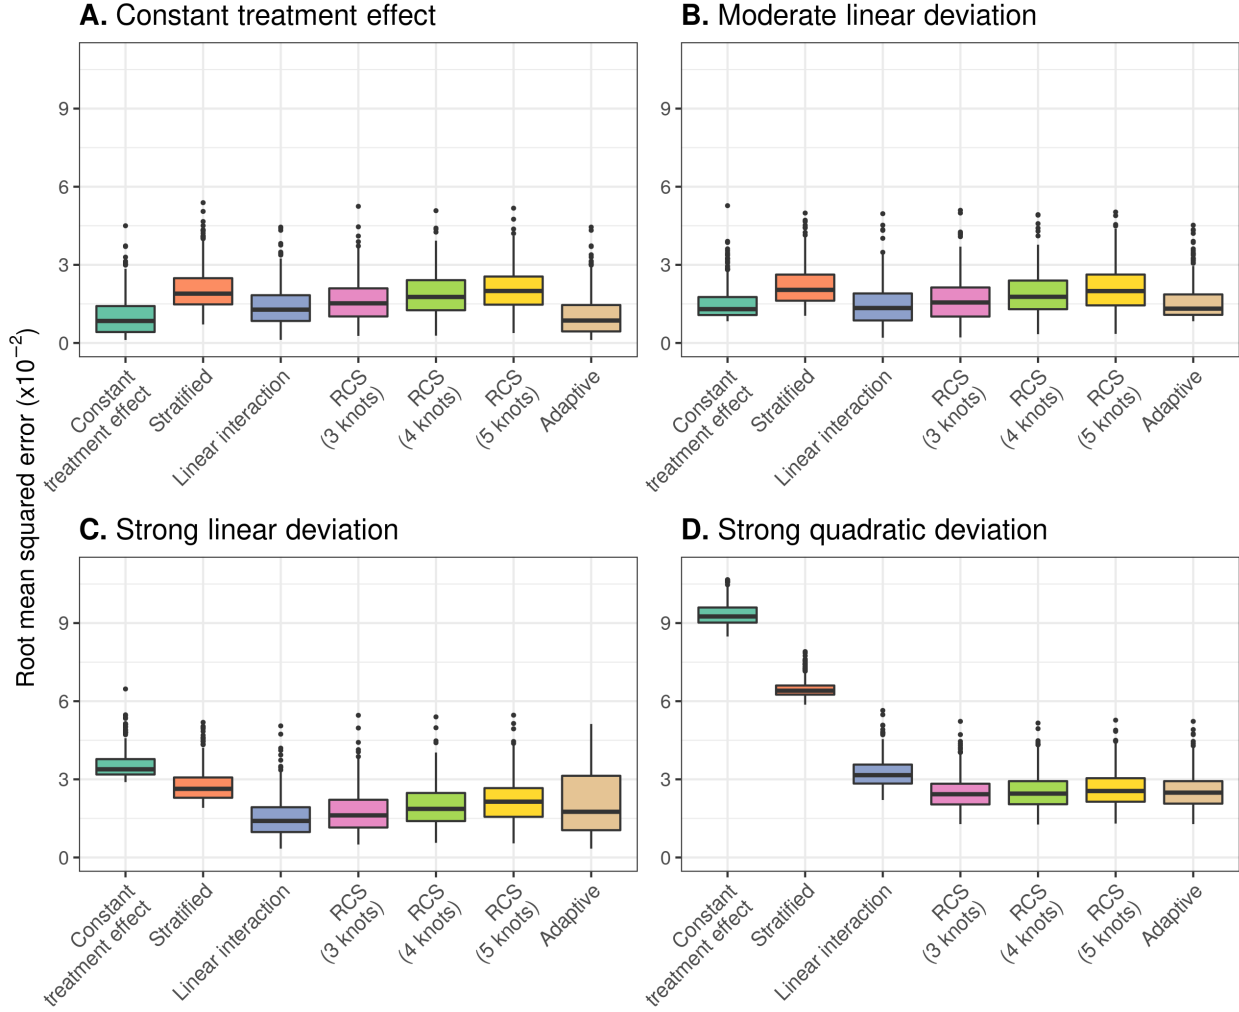 A. Constant treatment effect
9
6
3
0
Constant
treatment effect
Stratified
Linear interaction
RCS
(3 knots)
RCS
(4 knots)
RCS
(5 knots)
Adaptive
B. Moderate linear deviation
9
6
3
0
Constant
treatment effect
Stratified
Linear interaction
RCS
(3 knots)
RCS
(4 knots)
RCS
(5 knots)
Adaptive
Root mean squared error (x10⁻²)
C. Strong linear deviation
9
6
3
0
Constant
treatment effect
Stratified
Linear interaction
RCS
(3 knots)
RCS
(4 knots)
RCS
(5 knots)
Adaptive
D. Strong quadratic deviation
9
6
3
0
Constant
treatment effect
Stratified
Linear interaction
RCS
(3 knots)
RCS
(4 knots)
RCS
(5 knots)
Adaptive